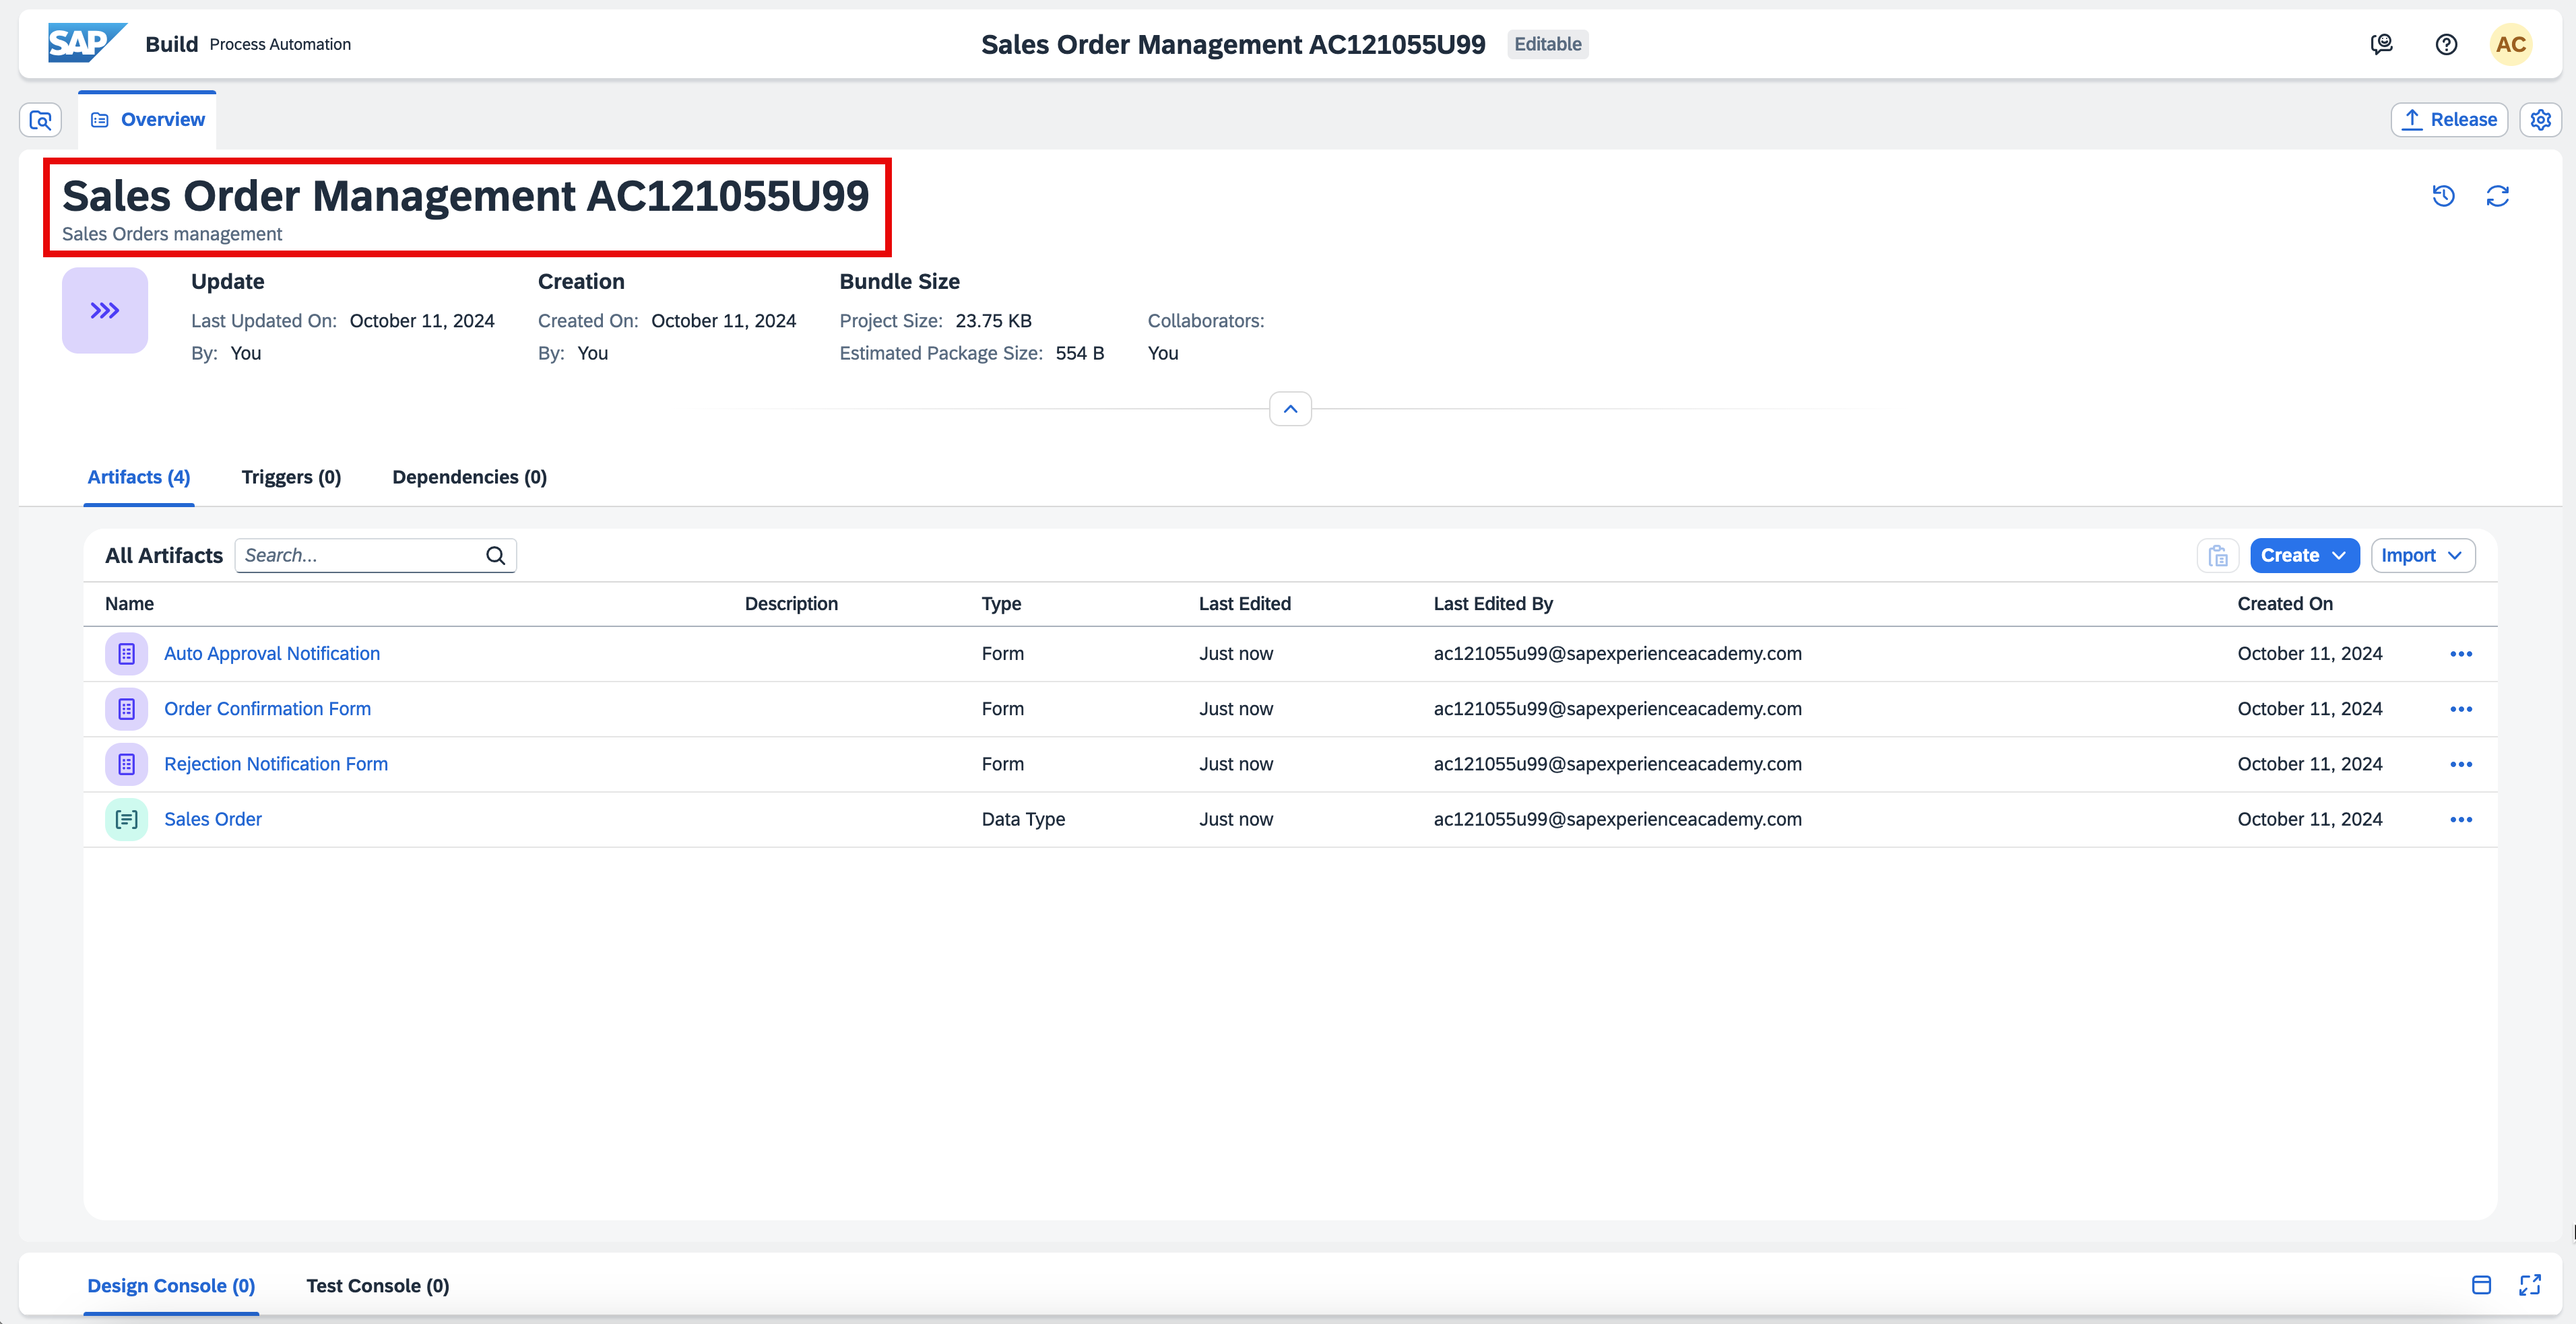 SAP Build Process Automation
Sales Order Management AC121055U99 Editable
AC
Overview
Release
Sales Order Management AC121055U99
Sales Orders management
Update Creation Bundle Size
Last Updated On: October 11, 2024 Created On: October 11, 2024 Project Size: 23.75 KB Collaborators:
By: You By: You Estimated Package Size: 554 B You
Artifacts (4) Triggers (0) Dependencies (0)
All Artifacts Search... Create Import
Name Description Type Last Edited Last Edited By Created On
Auto Approval Notification Form Just now ac121055u99@sapexperienceacademy.com October 11, 2024
Order Confirmation Form Form Just now ac121055u99@sapexperienceacademy.com October 11, 2024
Rejection Notification Form Form Just now ac121055u99@sapexperienceacademy.com October 11, 2024
Sales Order Data Type Just now ac121055u99@sapexperienceacademy.com October 11, 2024
Design Console (0) Test Console (0)